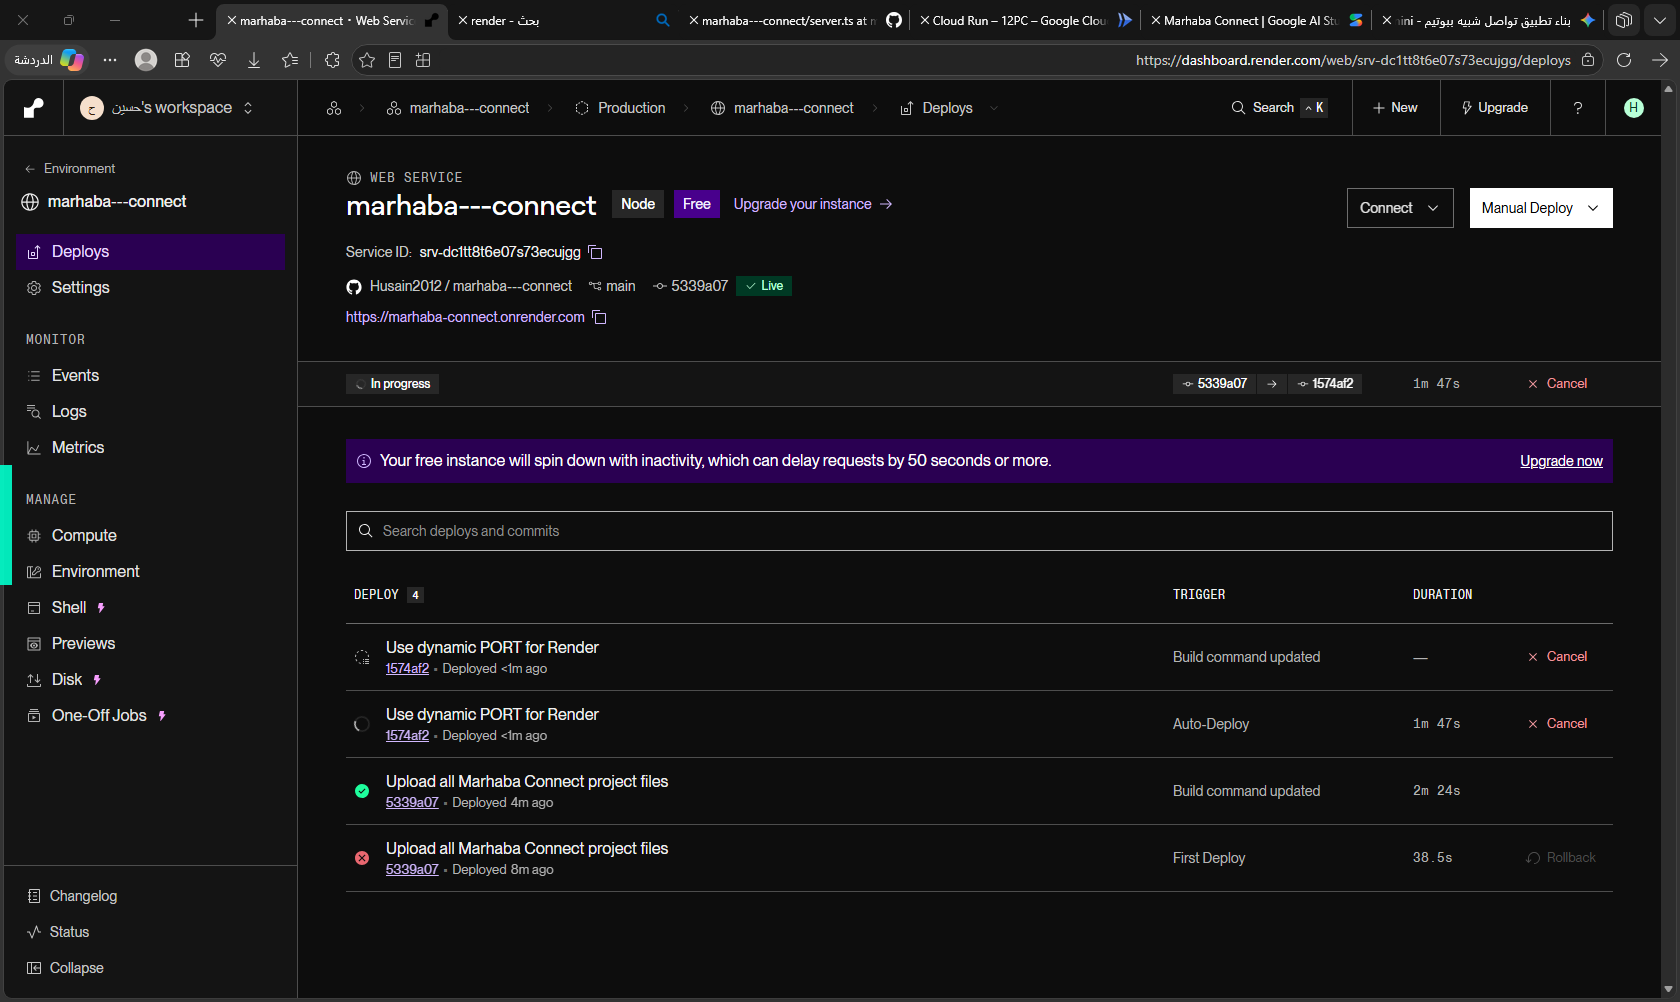 marhaba---connect • Web Servic
render - بحث
marhaba---connect/server.ts at m
Cloud Run – 12PC – Google Clou
Marhaba Connect | Google AI Stu
بناء تطبيق تواصل شبيه ببوتيم - ini
الدردشة
https://dashboard.render.com/web/srv-dc1tt8t6e07s73ecujgg/deploys
ح
حسين's workspace
marhaba---connect
Production
marhaba---connect
Deploys
Search
K
New
Upgrade
?
H
Environment
marhaba---connect
Deploys
Settings
MONITOR
Events
Logs
Metrics
MANAGE
Compute
Environment
Shell
Previews
Disk
One-Off Jobs
Changelog
Status
Collapse
WEB SERVICE
marhaba---connect Node Free Upgrade your instance →
Connect
Manual Deploy
Service ID: srv-dc1tt8t6e07s73ecujgg
Husain2012 / marhaba---connect main 5339a07 Live
https://marhaba-connect.onrender.com
In progress 5339a07 → 1574af2 1m 47s Cancel
Your free instance will spin down with inactivity, which can delay requests by 50 seconds or more. Upgrade now
Search deploys and commits
DEPLOY 4 TRIGGER DURATION
Use dynamic PORT for Render
1574af2 • Deployed <1m ago
Build command updated — Cancel
Use dynamic PORT for Render
1574af2 • Deployed <1m ago
Auto-Deploy 1m 47s Cancel
Upload all Marhaba Connect project files
5339a07 • Deployed 4m ago
Build command updated 2m 24s
Upload all Marhaba Connect project files
5339a07 • Deployed 8m ago
First Deploy 38.5s Rollback